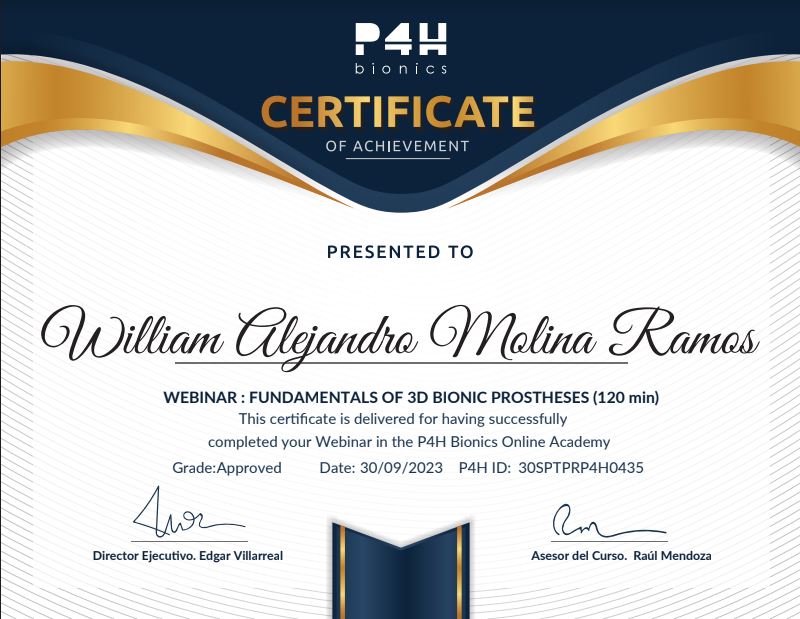 P4H
bionics
CERTIFICATE
OF ACHIEVEMENT
PRESENTED TO
William Alejandro Molina Ramos
WEBINAR : FUNDAMENTALS OF 3D BIONIC PROSTHESES (120 min)
This certificate is delivered for having successfully
completed your Webinar in the P4H Bionics Online Academy
Grade:Approved Date: 30/09/2023 P4H ID: 30SPTPRP4H0435
Director Ejecutivo. Edgar Villarreal Asesor del Curso. Raúl Mendoza